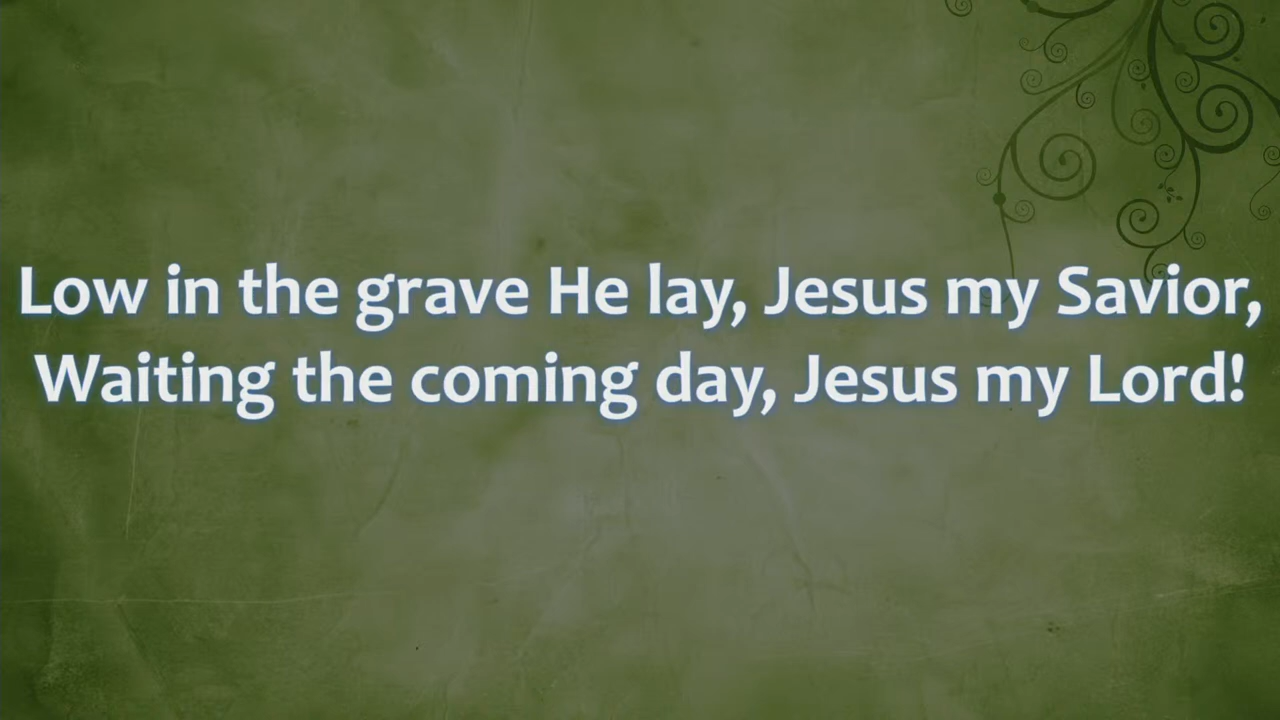 Low in the grave He lay, Jesus my Savior,
Waiting the coming day, Jesus my Lord!